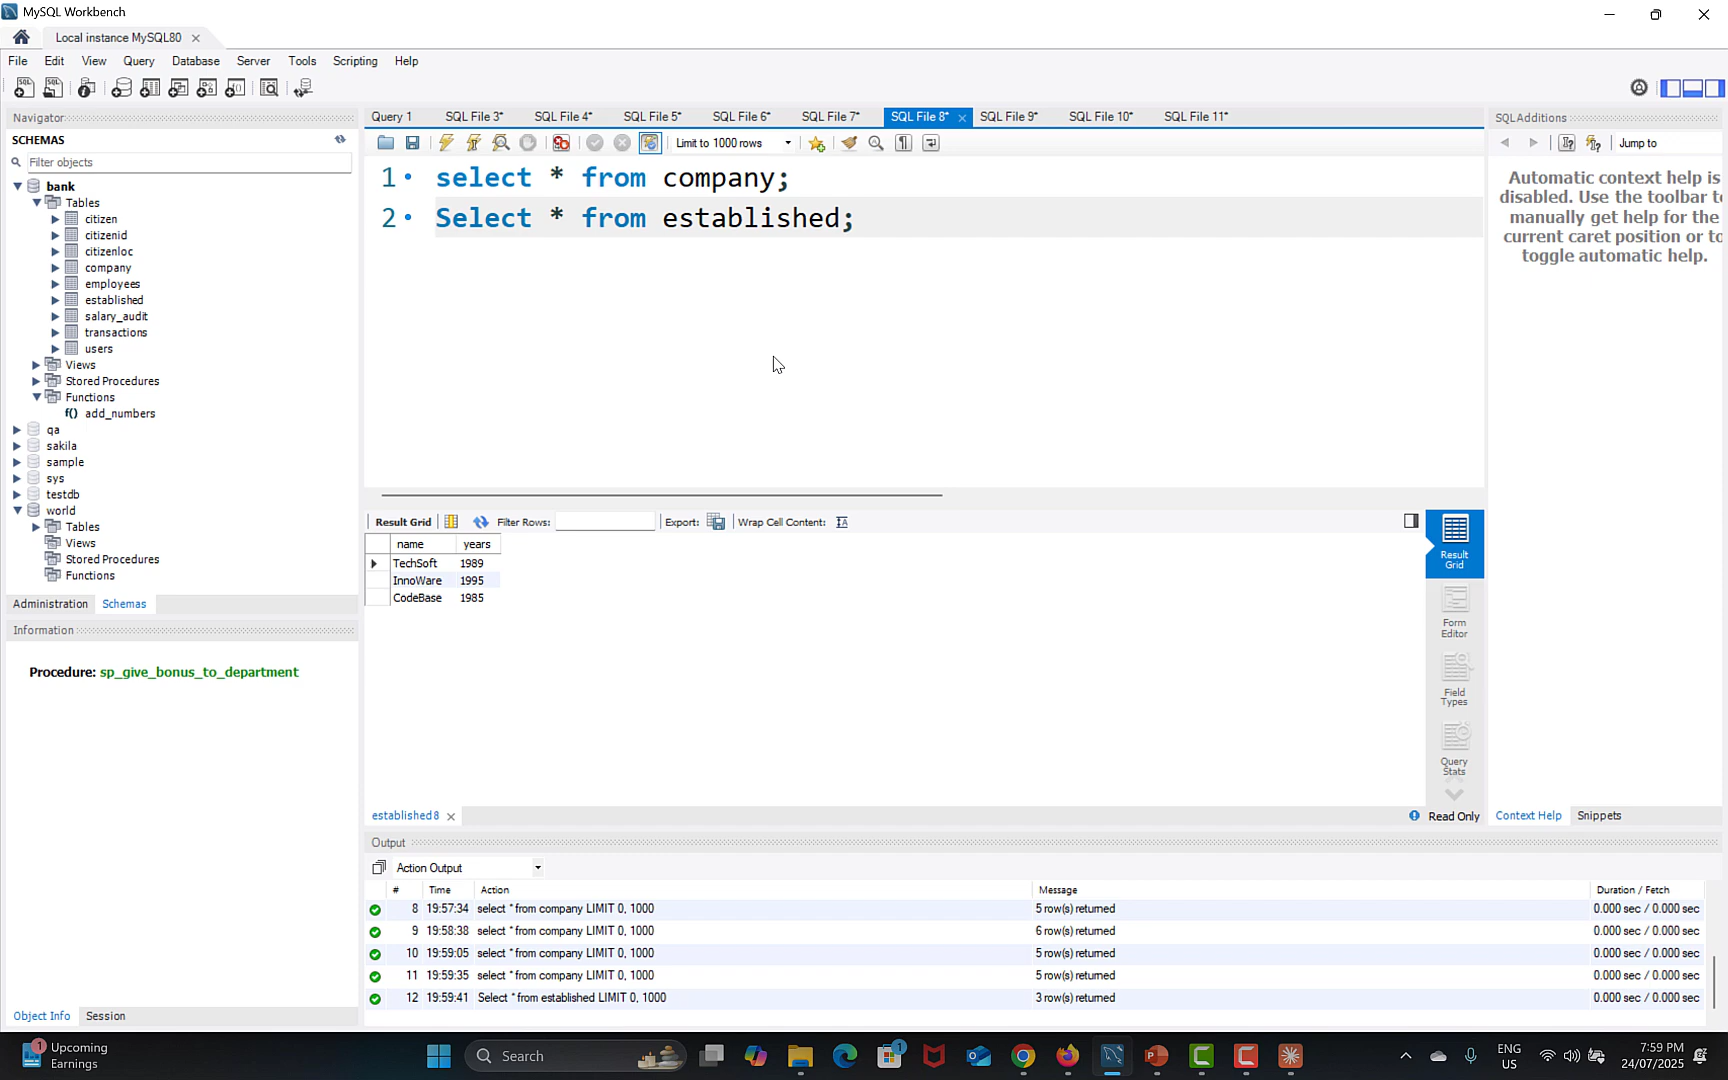 MySQL Workbench
Local instance MySQL80
File Edit View Query Database Server Tools Scripting Help
Navigator
SCHEMAS
Filter objects
bank
Tables
citizen
citizenid
citizenloc
company
employees
established
salary_audit
transactions
users
Views
Stored Procedures
Functions
f() add_numbers
qa
sakila
sample
sys
testdb
world
Tables
Views
Stored Procedures
Functions
Administration Schemas
Information
Procedure: sp_give_bonus_to_department
Object Info Session
Query 1 SQL File 3* SQL File 4* SQL File 5* SQL File 6* SQL File 7* SQL File 8* SQL File 9* SQL File 10* SQL File 11*
Limit to 1000 rows
1 select * from company;
2 Select * from established;
Result Grid Filter Rows: Export: Wrap Cell Content:
name years
TechSoft 1989
InnoWare 1995
CodeBase 1985
Result Grid
Form Editor
Field Types
Query Stats
established 8
Read Only
SQLAdditions
Jump to
Automatic context help is
disabled. Use the toolbar t
manually get help for the
current caret position or to
toggle automatic help.
Context Help Snippets
Output
Action Output
# Time Action Message Duration / Fetch
8 19:57:34 select * from company LIMIT 0, 1000 5 row(s) returned 0.000 sec / 0.000 sec
9 19:58:38 select * from company LIMIT 0, 1000 6 row(s) returned 0.000 sec / 0.000 sec
10 19:59:05 select * from company LIMIT 0, 1000 5 row(s) returned 0.000 sec / 0.000 sec
11 19:59:35 select * from company LIMIT 0, 1000 5 row(s) returned 0.000 sec / 0.000 sec
12 19:59:41 Select * from established LIMIT 0, 1000 3 row(s) returned 0.000 sec / 0.000 sec
1 Upcoming
Earnings
Search
1
ENG
US
7:59 PM
24/07/2025